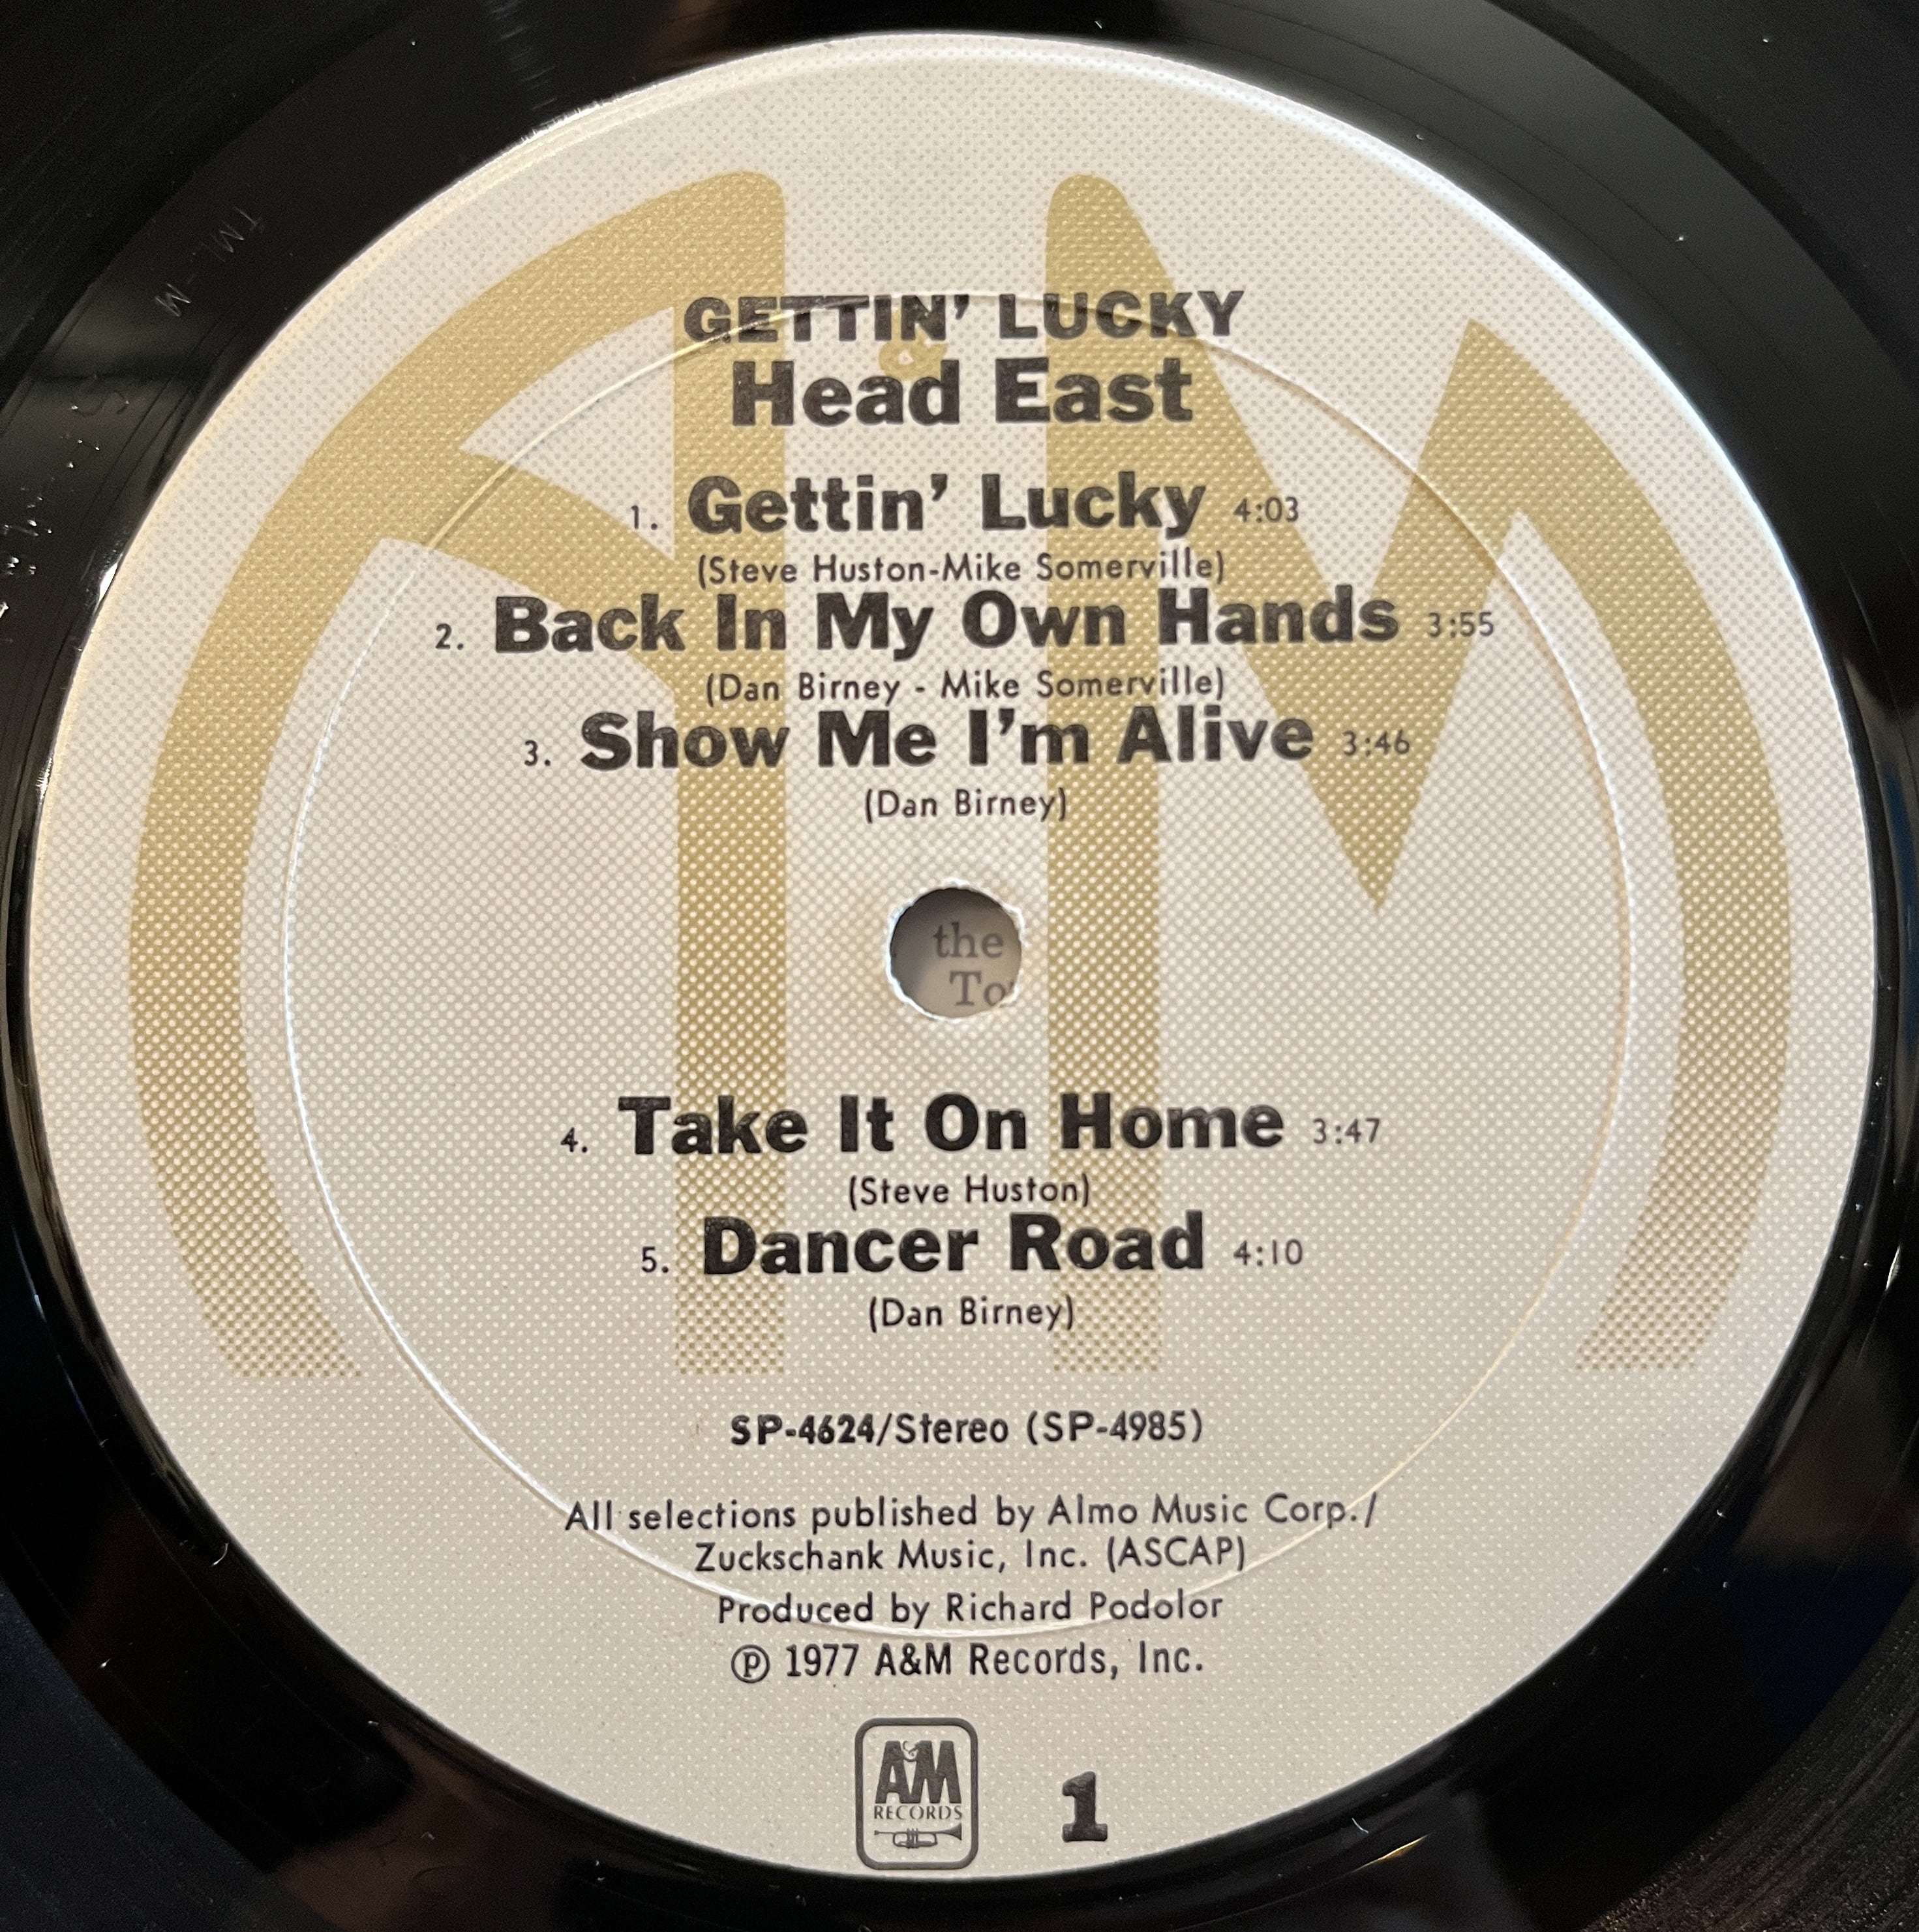 TML-M
GETTIN' LUCKY
Head East
1. Gettin' Lucky 4:03
(Steve Huston-Mike Somerville)
2. Back In My Own Hands 3:55
(Dan Birney - Mike Somerville)
3. Show Me I'm Alive 3:46
(Dan Birney)
the
4. Take It On Home 3:47
(Steve Huston)
5. Dancer Road 4:10
(Dan Birney)
SP-4624/Stereo (SP-4985)
All selections published by Almo Music Corp./
Zuckschank Music, Inc. (ASCAP)
Produced by Richard Podolor
℗ 1977 A&M Records, Inc.
A&M
RECORDS
1